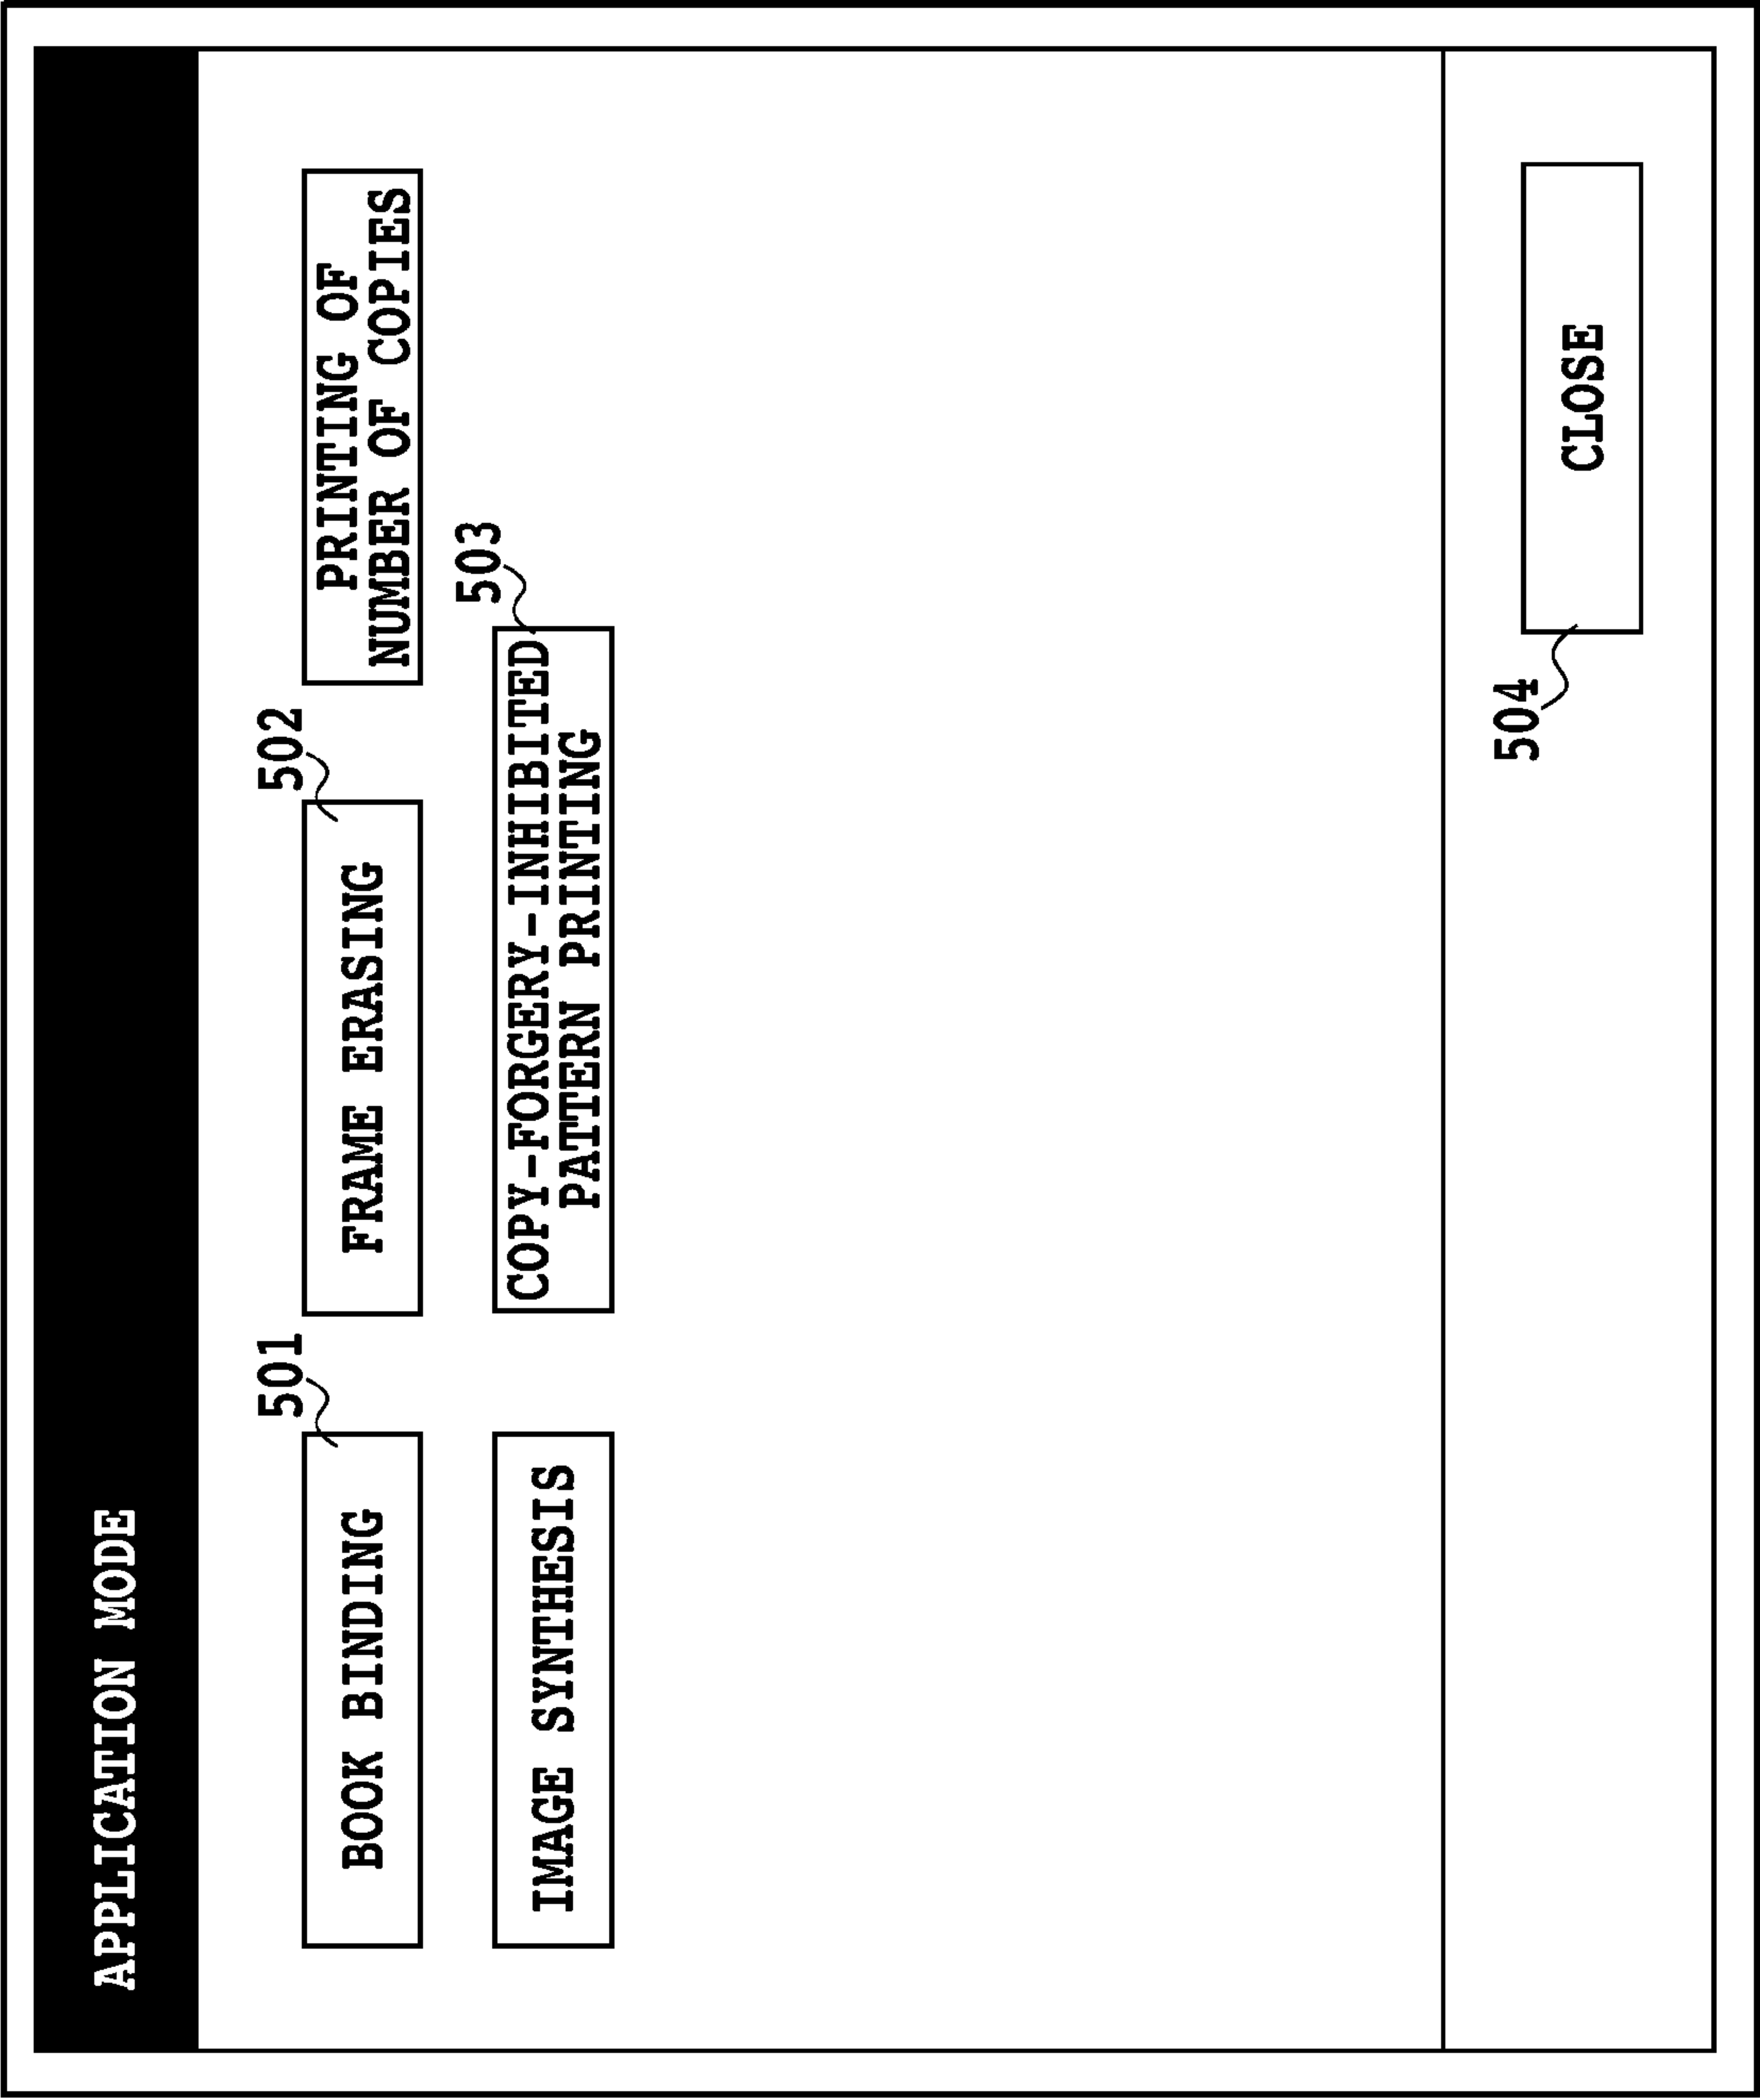 APPLICATION MODE
501
BOOK BINDING
502
FRAME ERASING
PRINTING OF
NUMBER OF COPIES
IMAGE SYNTHESIS
503
COPY-FORGERY-INHIBITED
PATTERN PRINTING
504
CLOSE